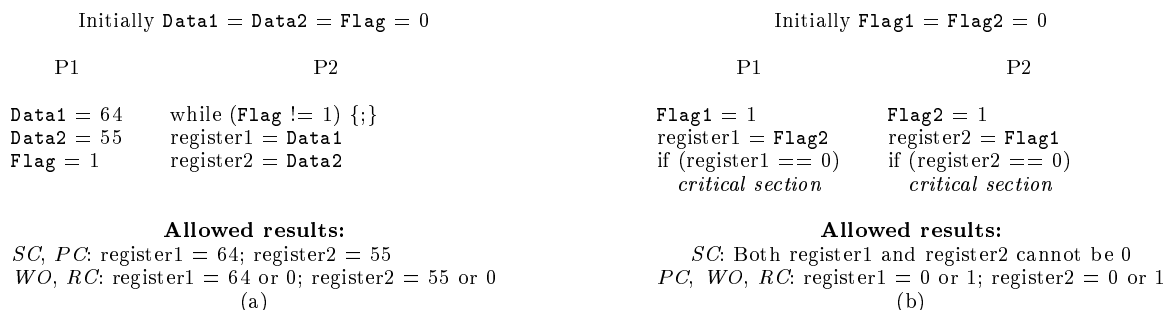 Initially Data1 = Data2 = Flag = 0
P1 P2
Data1 = 64 while (Flag != 1) {;}
Data2 = 55 register1 = Data1
Flag = 1 register2 = Data2
Allowed results:
SC, PC: register1 = 64; register2 = 55
WO, RC: register1 = 64 or 0; register2 = 55 or 0
(a)
Initially Flag1 = Flag2 = 0
P1 P2
Flag1 = 1 Flag2 = 1
register1 = Flag2 register2 = Flag1
if (register1 == 0) if (register2 == 0)
critical section critical section
Allowed results:
SC: Both register1 and register2 cannot be 0
PC, WO, RC: register1 = 0 or 1; register2 = 0 or 1
(b)